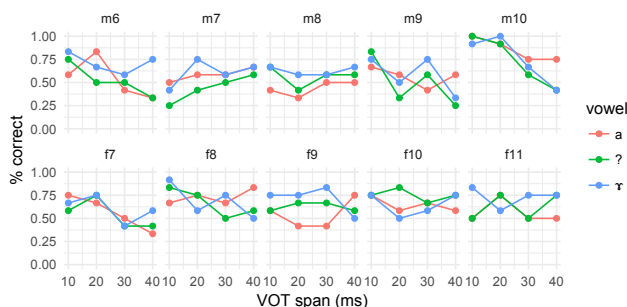 m6 m7 m8 m9 m10
1.00
0.75
0.50
0.25
0.00
f7 f8 f9 f10 f11
1.00
0.75
0.50
0.25
0.00
10 20 30 40 10 20 30 40 10 20 30 40 10 20 30 40 10 20 30 40
VOT span (ms)
% correct
vowel
a
?
ɤ